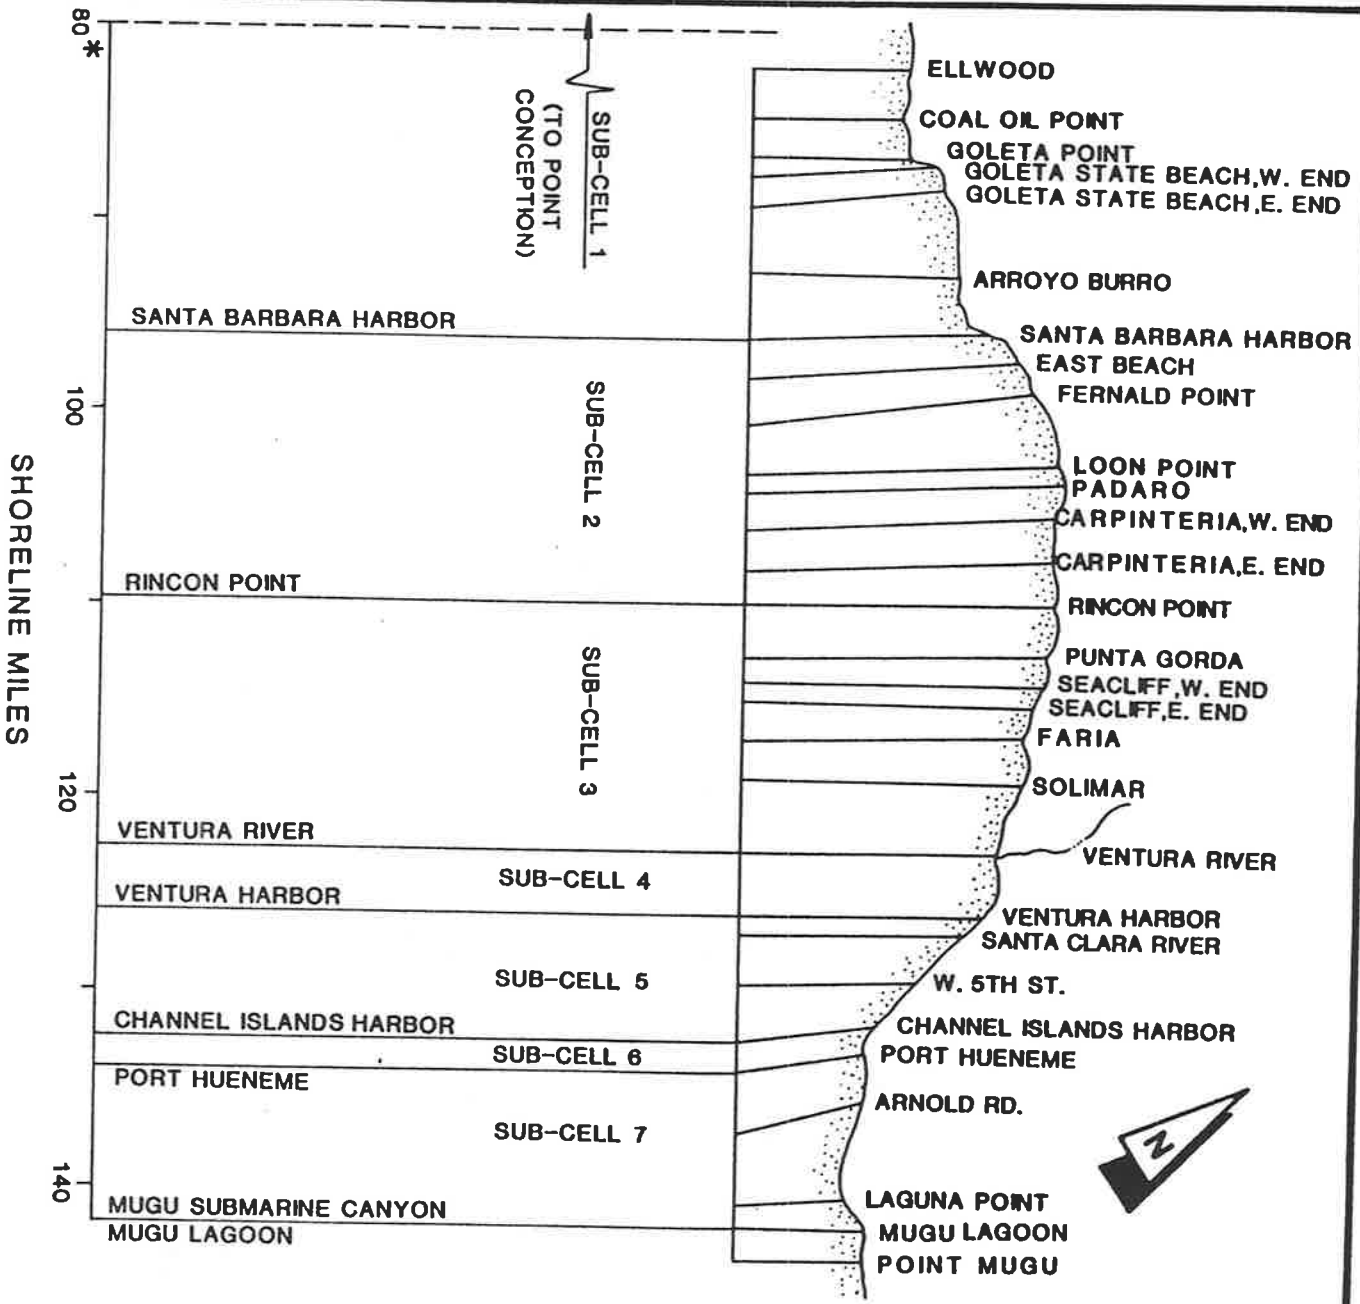 80*
100
120
140
SHORELINE MILES
SUB-CELL 1
(TO POINT
CONCEPTION)
SANTA BARBARA HARBOR
SUB-CELL 2
RINCON POINT
SUB-CELL 3
VENTURA RIVER
SUB-CELL 4
VENTURA HARBOR
SUB-CELL 5
CHANNEL ISLANDS HARBOR
SUB-CELL 6
PORT HUENEME
SUB-CELL 7
MUGU SUBMARINE CANYON
MUGU LAGOON
ELLWOOD
COAL OIL POINT
GOLETA POINT
GOLETA STATE BEACH, W. END
GOLETA STATE BEACH, E. END
ARROYO BURRO
SANTA BARBARA HARBOR
EAST BEACH
FERNALD POINT
LOON POINT
PADARO
CARPINTERIA, W. END
CARPINTERIA, E. END
RINCON POINT
PUNTA GORDA
SEACLIFF, W. END
SEACLIFF, E. END
FARIA
SOLIMAR
VENTURA RIVER
VENTURA HARBOR
SANTA CLARA RIVER
W. 5TH ST.
CHANNEL ISLANDS HARBOR
PORT HUENEME
ARNOLD RD.
LAGUNA POINT
MUGU LAGOON
POINT MUGU
N